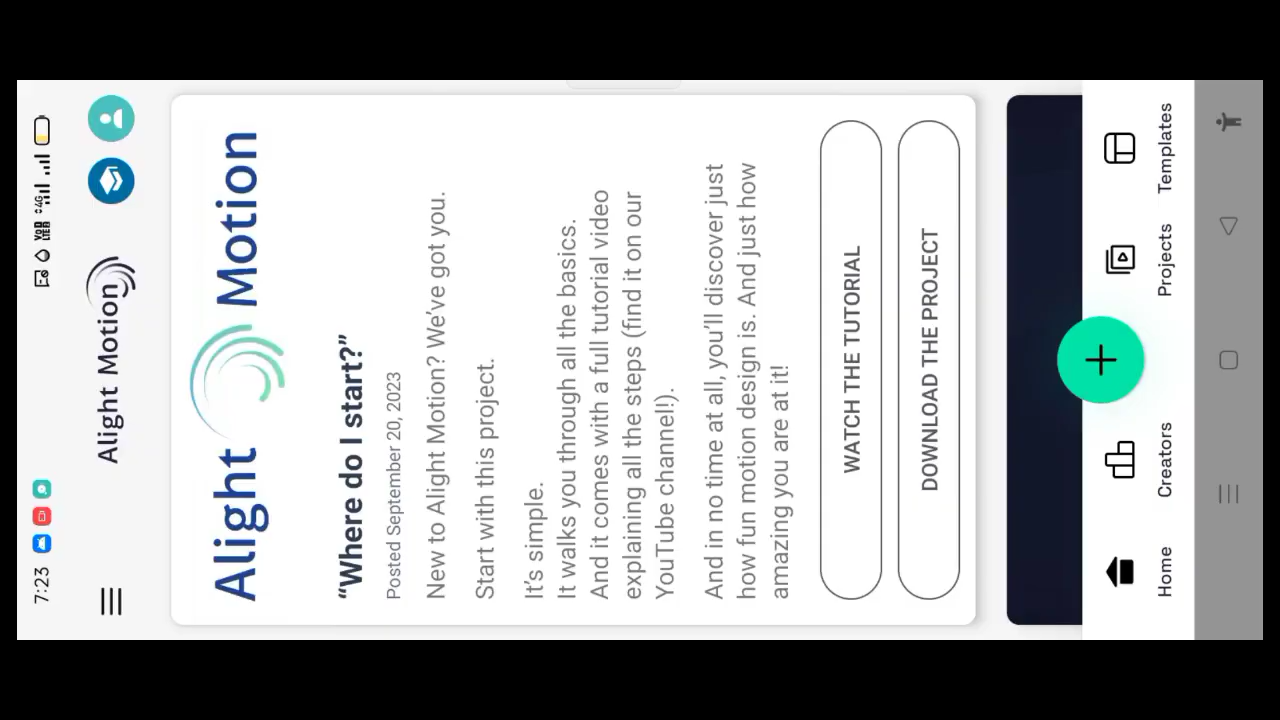 7:23
4G
Alight Motion
Alight Motion
“Where do I start?”
Posted September 20, 2023
New to Alight Motion? We’ve got you.
Start with this project.
It’s simple.
It walks you through all the basics.
And it comes with a full tutorial video
explaining all the steps (find it on our
YouTube channel!).
And in no time at all, you’ll discover just
how fun motion design is. And just how
amazing you are at it!
WATCH THE TUTORIAL
DOWNLOAD THE PROJECT
Home
Creators
Projects
Templates